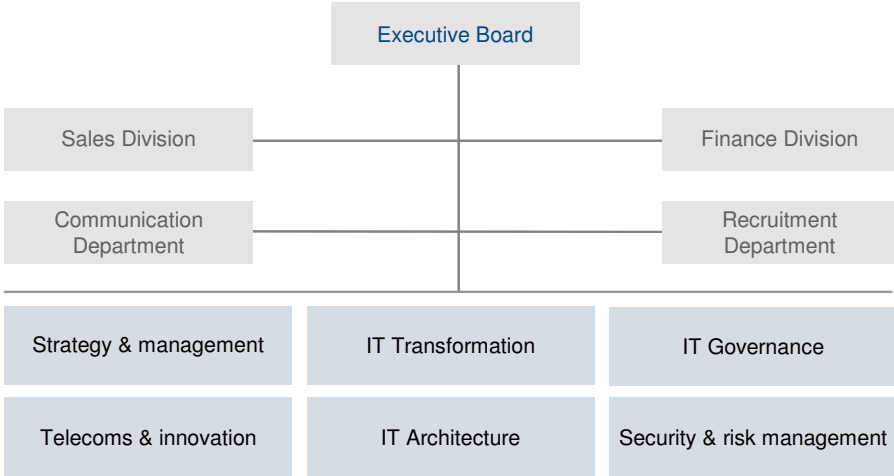 Executive Board
Sales Division
Finance Division
Communication
Department
Recruitment
Department
Strategy & management
IT Transformation
IT Governance
Telecoms & innovation
IT Architecture
Security & risk management